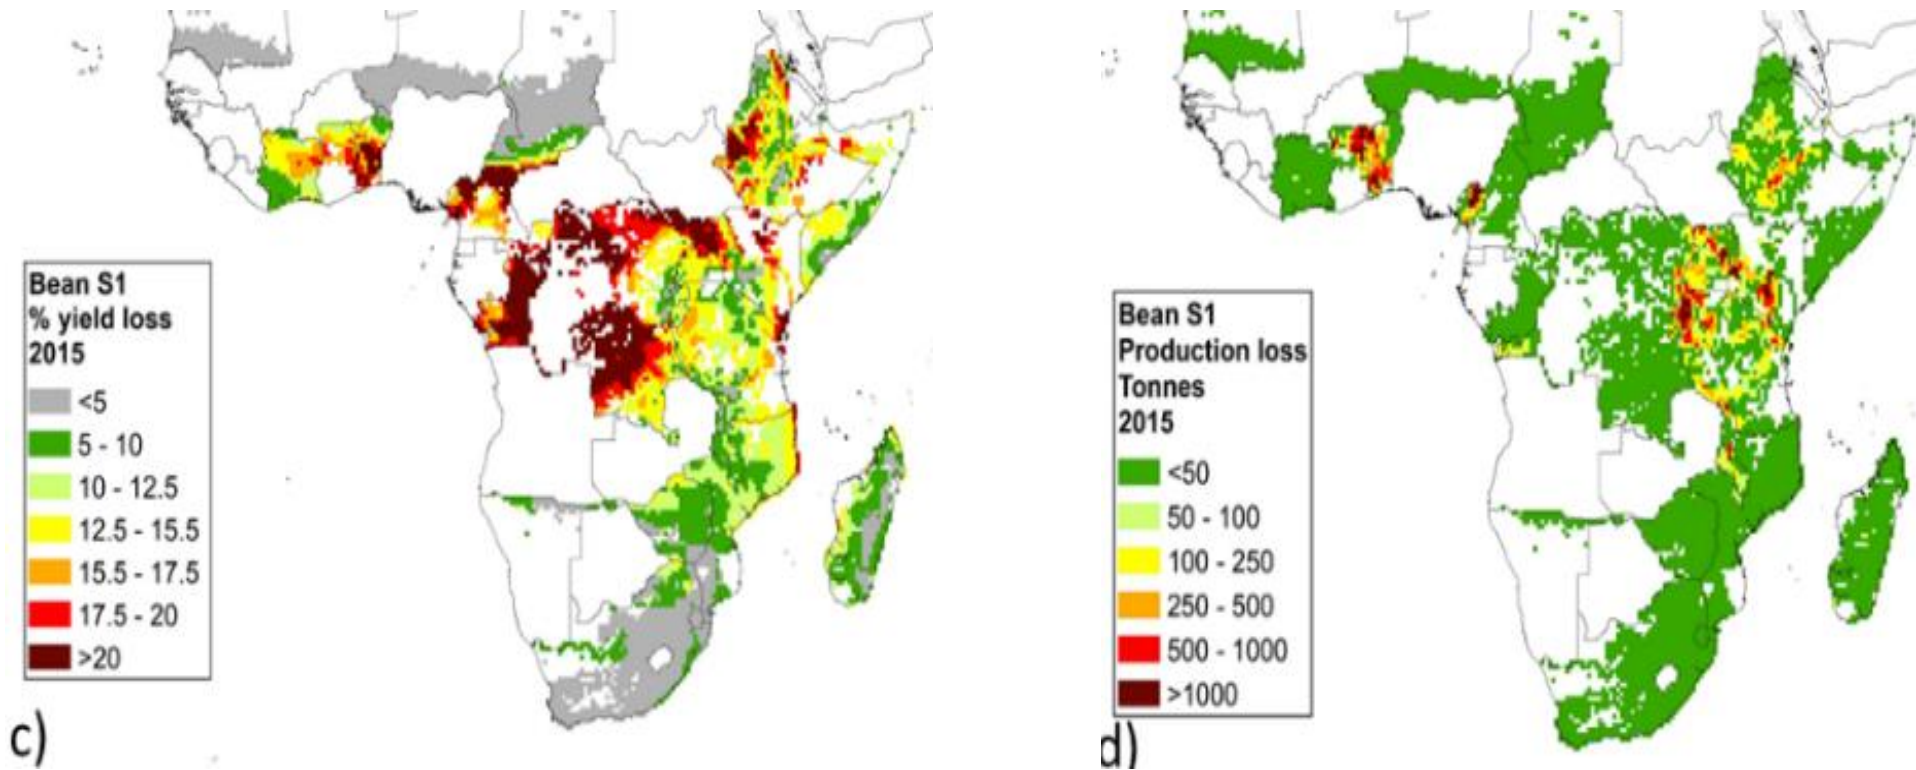 Bean S1
% yield loss
2015
<5
5 - 10
10 - 12.5
12.5 - 15.5
15.5 - 17.5
17.5 - 20
>20
c)
Bean S1
Production loss
Tonnes
2015
<50
50 - 100
100 - 250
250 - 500
500 - 1000
>1000
d)